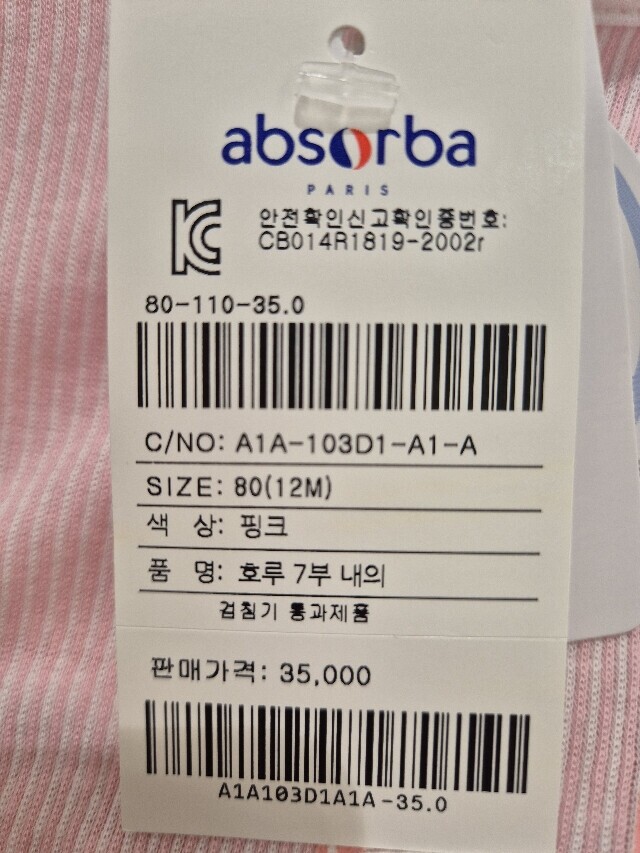 absorba
PARIS
안전확인신고확인증번호:
CB014R1819-2002r
80-110-35.0
C/NO: A1A-103D1-A1-A
SIZE: 80(12M)
색 상: 핑크
품 명: 호루 7부 내의
검침기 통과제품
판매가격: 35,000
A1A103D1A1A-35.0